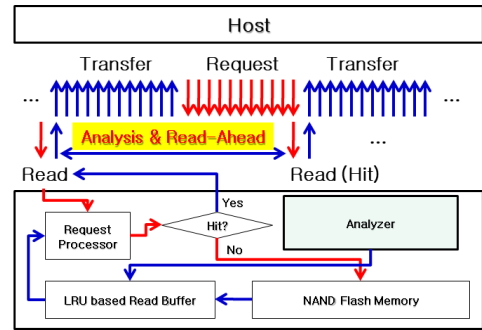 Host
Transfer Request Transfer
... ...
Analysis & Read-Ahead ...
Read Read (Hit)
Yes
Request
Processor
Hit?
Analyzer
No
LRU based Read Buffer NAND Flash Memory